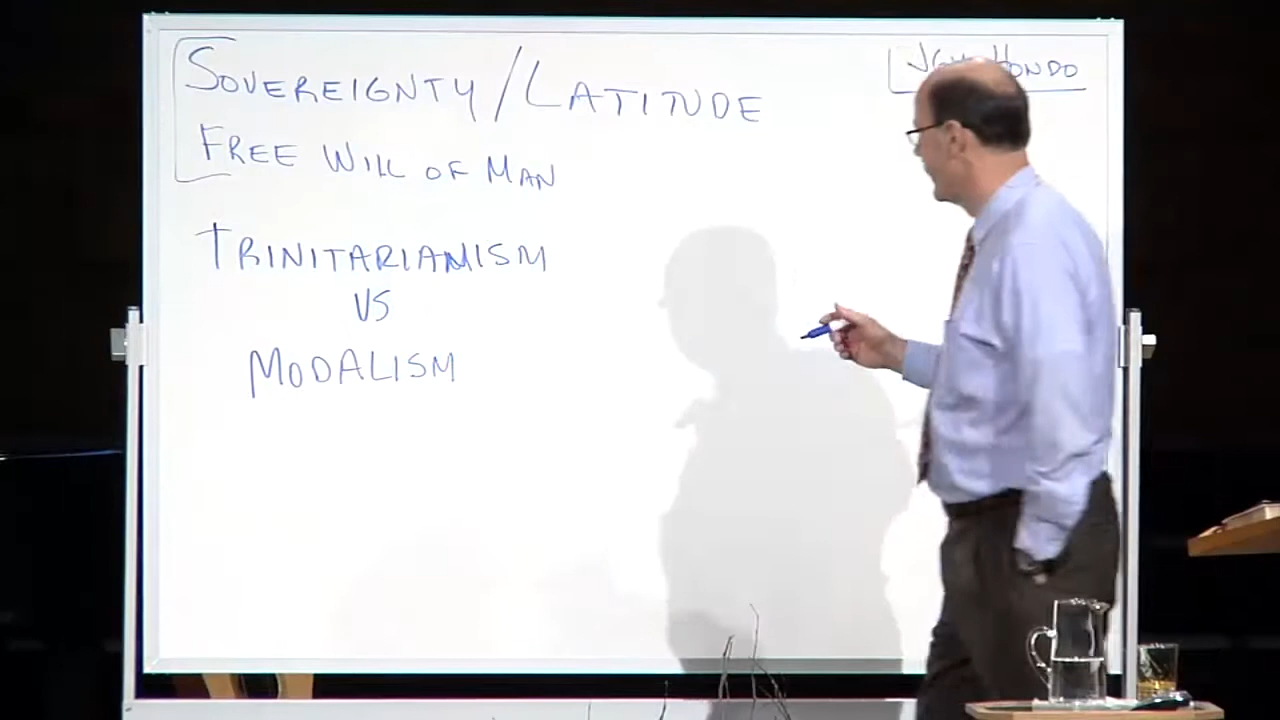 SOVEREIGNTY/LATITUDE
FREE WILL OF MAN
TRINITARIANISM
VS
MODALISM